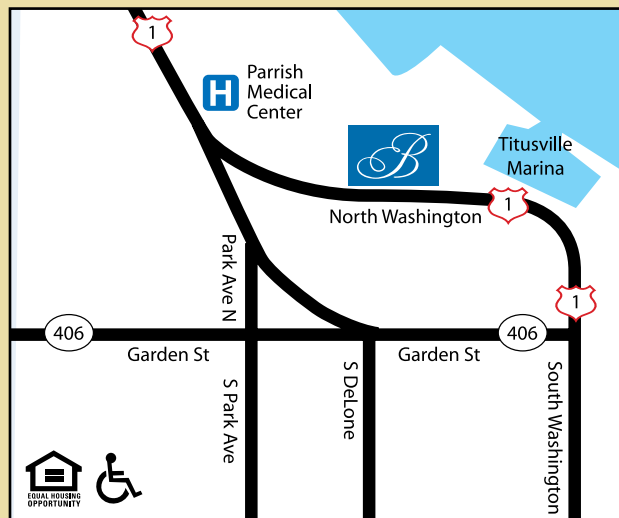 1
H
Parrish
Medical
Center
B
Titusville
Marina
1
North Washington
Park Ave N
1
406
406
Garden St
Garden St
S Park Ave
S DeLone
South Washington
EQUAL HOUSING
OPPORTUNITY